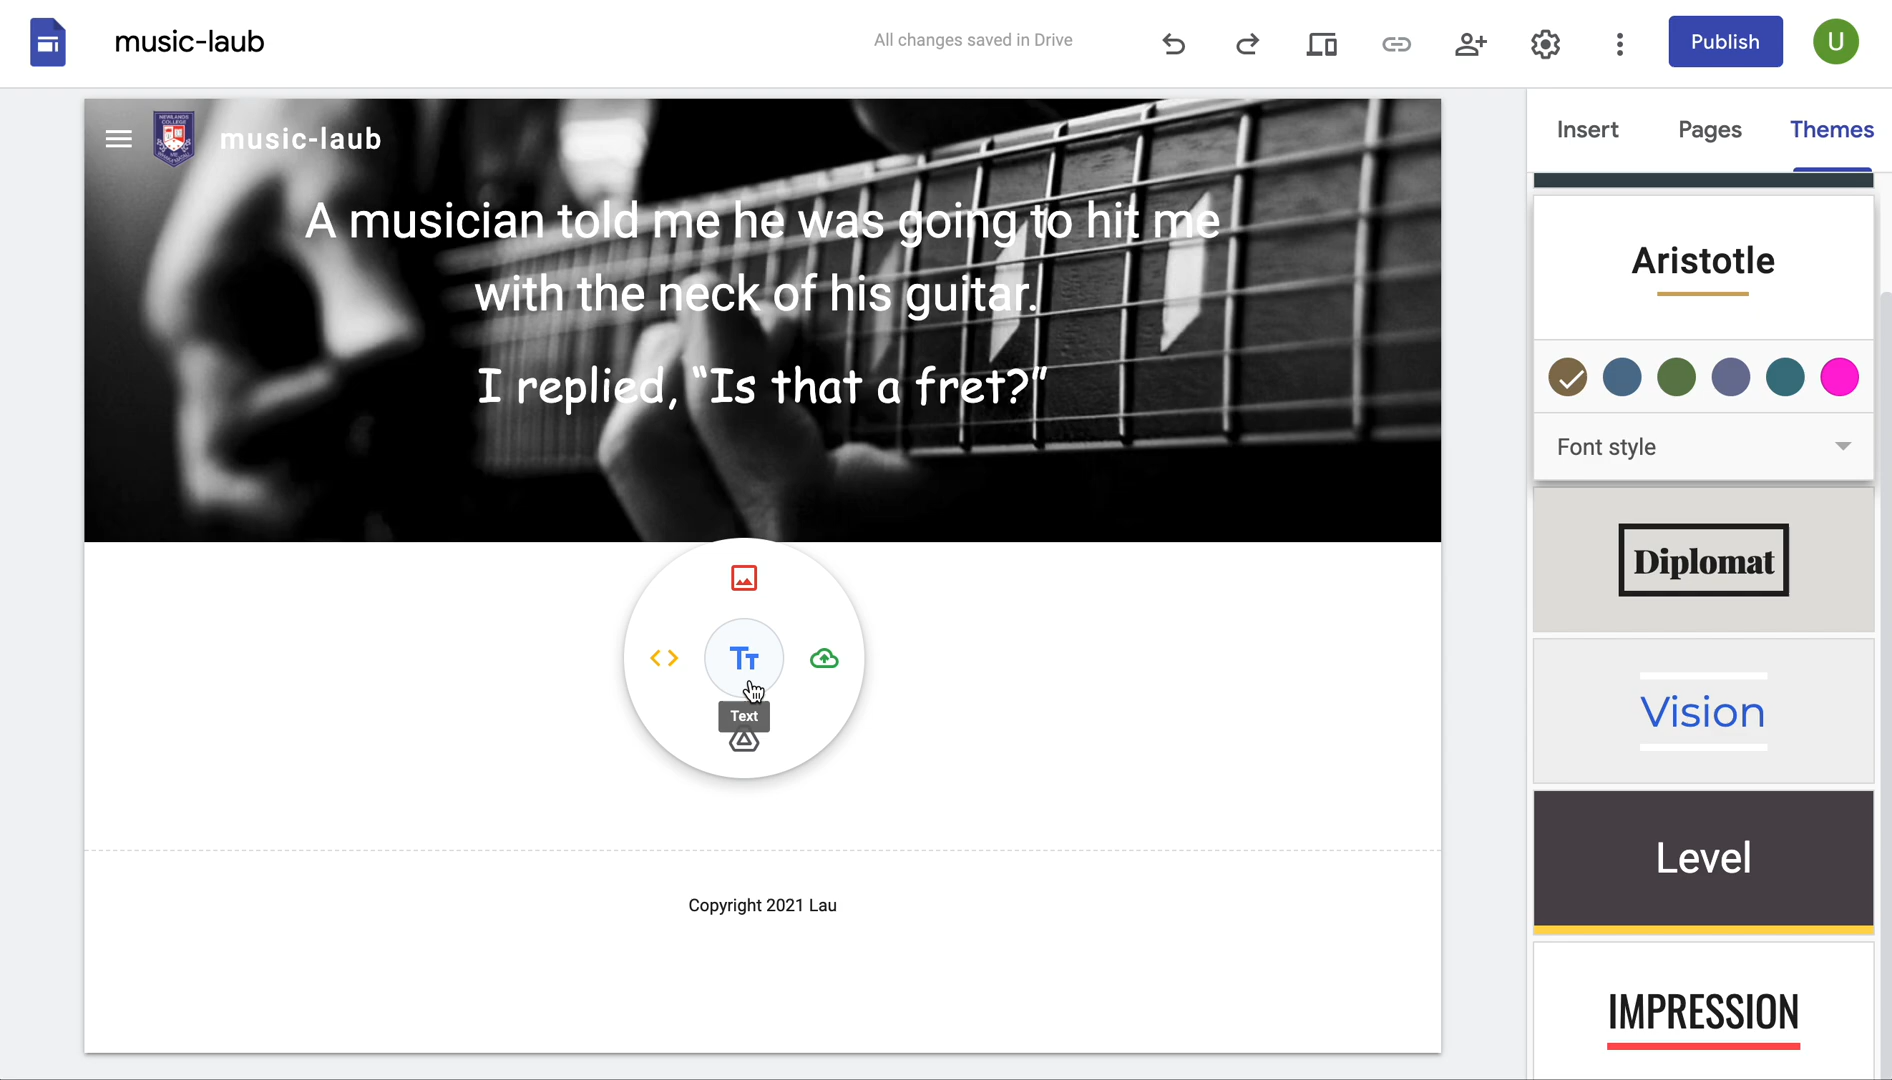 music-laub
All changes saved in Drive
Publish
U
Insert
Pages
Themes
music-laub
A musician told me he was going to hit me
with the neck of his guitar.
I replied, “Is that a fret?”
Aristotle
Font style
Diplomat
Tт
Text
Vision
Level
Copyright 2021 Lau
IMPRESSION